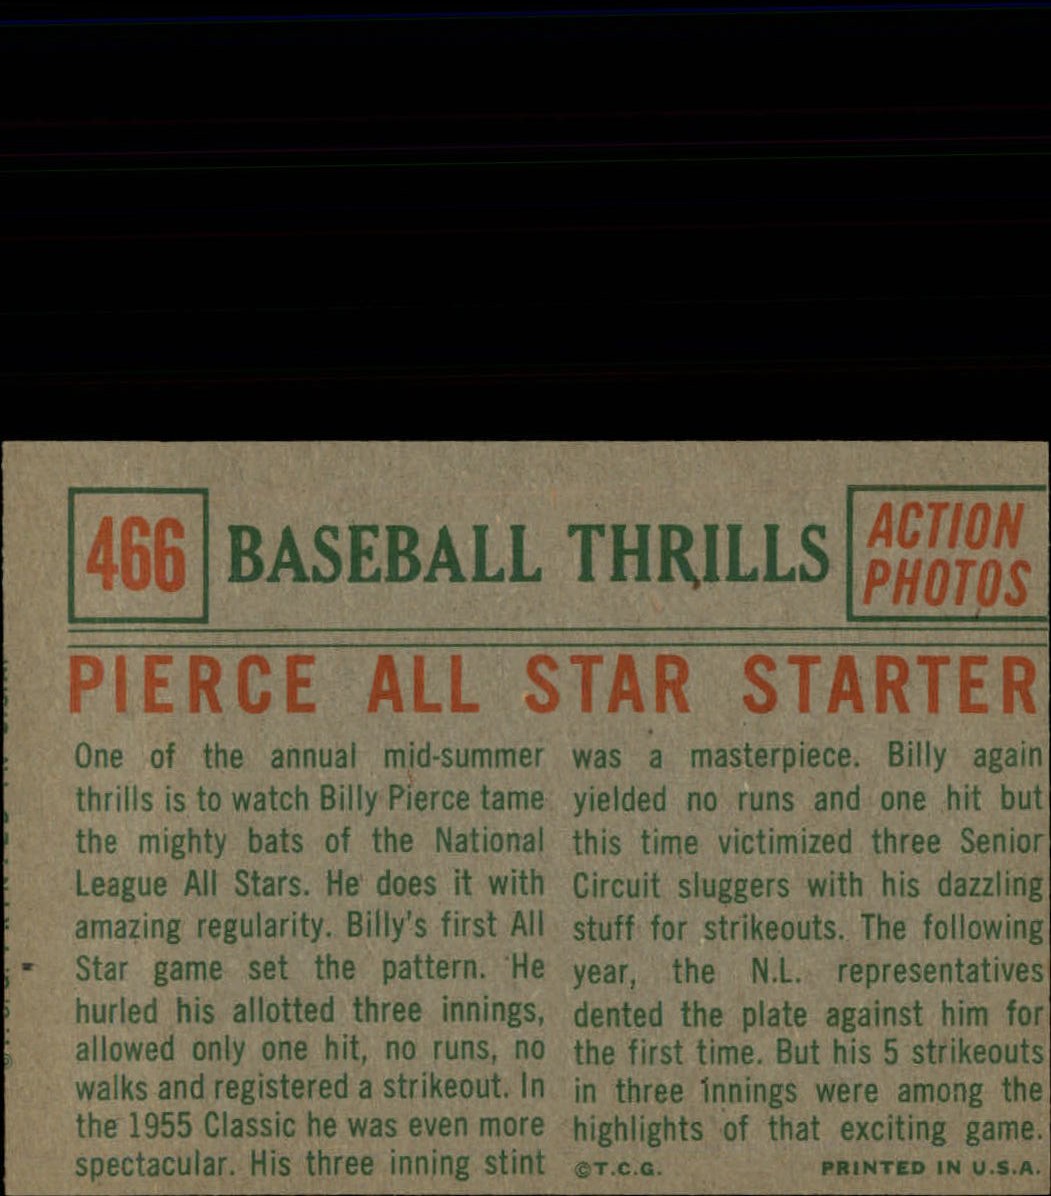 466
BASEBALL THRILLS
ACTION
PHOTOS
PIERCE ALL STAR STARTER
One of the annual mid-summer
thrills is to watch Billy Pierce tame
the mighty bats of the National
League All Stars. He does it with
amazing regularity. Billy's first All
Star game set the pattern. He
hurled his allotted three innings,
allowed only one hit, no runs, no
walks and registered a strikeout. In
the 1955 Classic he was even more
spectacular. His three inning stint
was a masterpiece. Billy again
yielded no runs and one hit but
this time victimized three Senior
Circuit sluggers with his dazzling
stuff for strikeouts. The following
year, the N.L. representatives
dented the plate against him for
the first time. But his 5 strikeouts
in three innings were among the
highlights of that exciting game.
©T.C.G. PRINTED IN U.S.A.